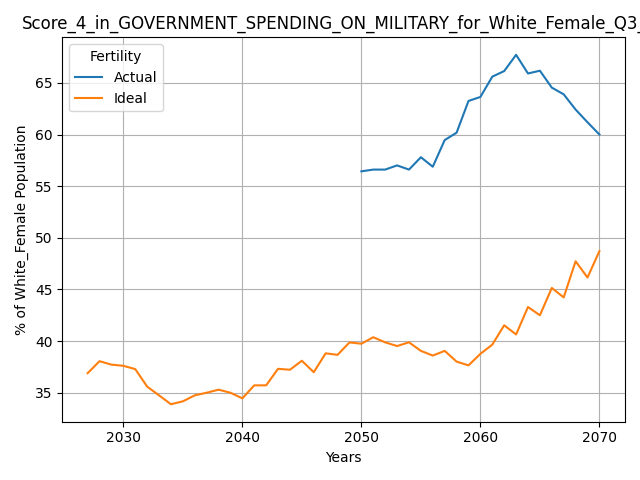 Score_4_in_GOVERNMENT_SPENDING_ON_MILITARY_for_White_Female_Q3_
Fertility
Actual
Ideal
65
60
55
50
45
40
35
% of White_Female Population
2030 2040 2050 2060 2070
Years